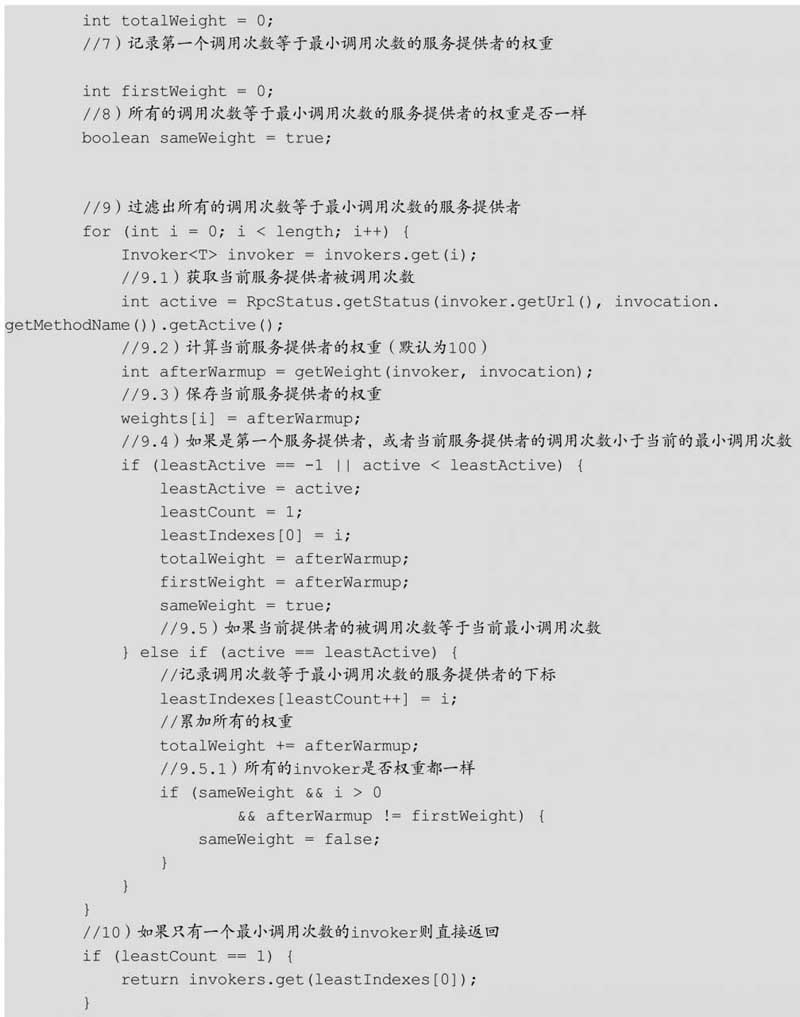 int totalWeight = 0;
//7）记录第一个调用次数等于最小调用次数的服务提供者的权重
int firstWeight = 0;
//8）所有的调用次数等于最小调用次数的服务提供者的权重是否一样
boolean sameWeight = true;
//9）过滤出所有的调用次数等于最小调用次数的服务提供者
for (int i = 0; i < length; i++) {
Invoker<T> invoker = invokers.get(i);
//9.1）获取当前服务提供者被调用次数
int active = RpcStatus.getStatus(invoker.getUrl(), invocation.
getMethodName()).getActive();
//9.2）计算当前服务提供者的权重（默认为100）
int afterWarmup = getWeight(invoker, invocation);
//9.3）保存当前服务提供者的权重
weights[i] = afterWarmup;
//9.4）如果是第一个服务提供者，或者当前服务提供者的调用次数小于当前的最小调用次数
if (leastActive == -1 || active < leastActive) {
leastActive = active;
leastCount = 1;
leastIndexes[0] = i;
totalWeight = afterWarmup;
firstWeight = afterWarmup;
sameWeight = true;
//9.5）如果当前提供者的被调用次数等于当前最小调用次数
} else if (active == leastActive) {
//记录调用次数等于最小调用次数的服务提供者的下标
leastIndexes[leastCount++] = i;
//累加所有的权重
totalWeight += afterWarmup;
//9.5.1）所有的invoker是否权重都一样
if (sameWeight && i > 0
&& afterWarmup != firstWeight) {
sameWeight = false;
}
}
}
//10）如果只有一个最小调用次数的invoker则直接返回
if (leastCount == 1) {
return invokers.get(leastIndexes[0]);
}